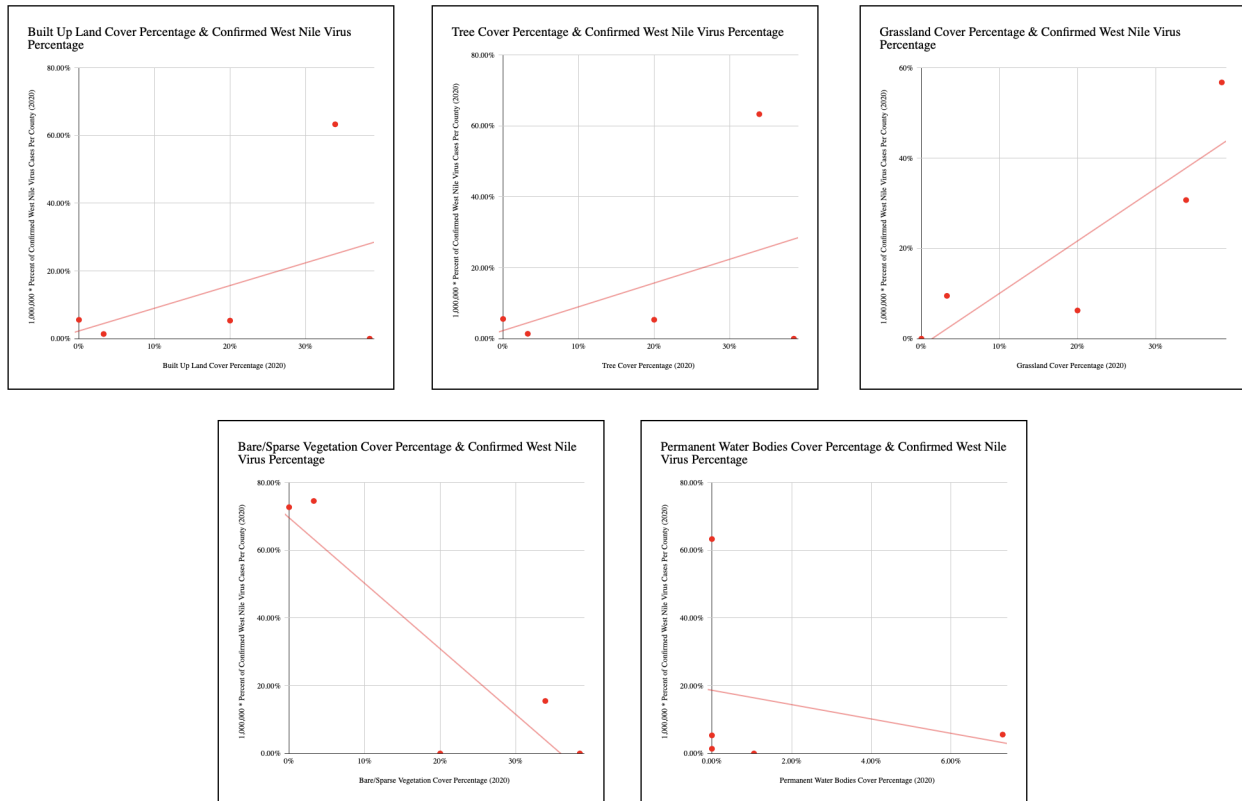 Built Up Land Cover Percentage & Confirmed West Nile Virus
Percentage
1,000,000 * Percent of Confirmed West Nile Virus Cases Per County (2020)
80.00%
60.00%
40.00%
20.00%
0.00%
0%
10%
20%
30%
Built Up Land Cover Percentage (2020)
Tree Cover Percentage & Confirmed West Nile Virus Percentage
1,000,000 * Percent of Confirmed West Nile Virus Cases Per County (2020)
80.00%
60.00%
40.00%
20.00%
0.00%
0%
10%
20%
30%
Tree Cover Percentage (2020)
Grassland Cover Percentage & Confirmed West Nile Virus
Percentage
1,000,000 * Percent of Confirmed West Nile Virus Cases Per County (2020)
60%
40%
20%
0%
0%
10%
20%
30%
Grassland Cover Percentage (2020)
Bare/Sparse Vegetation Cover Percentage & Confirmed West Nile
Virus Percentage
1,000,000 * Percent of Confirmed West Nile Virus Cases Per County (2020)
80.00%
60.00%
40.00%
20.00%
0.00%
0%
10%
20%
30%
Bare/Sparse Vegetation Cover Percentage (2020)
Permanent Water Bodies Cover Percentage & Confirmed West Nile
Virus Percentage
1,000,000 * Percent of Confirmed West Nile Virus Cases Per County (2020)
80.00%
60.00%
40.00%
20.00%
0.00%
0.00%
2.00%
4.00%
6.00%
Permanent Water Bodies Cover Percentage (2020)